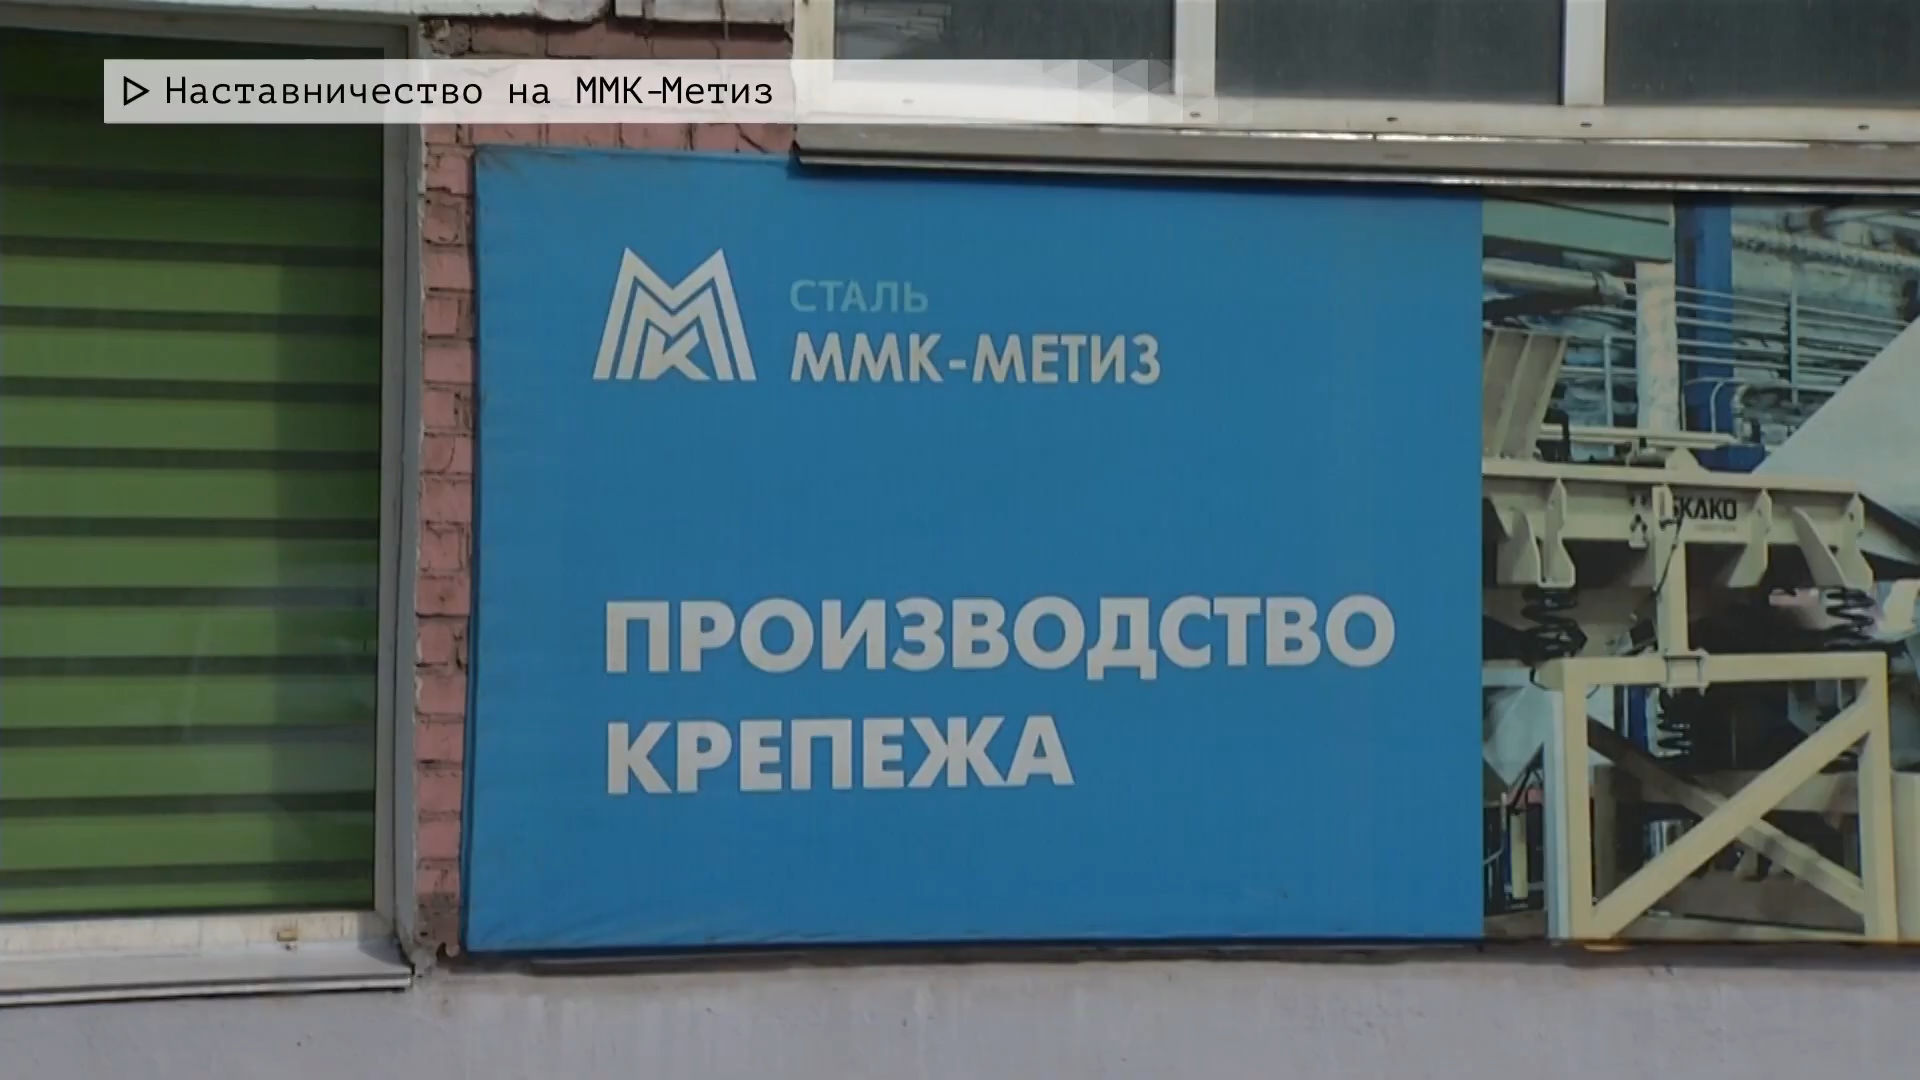 Наставничество на ММК-Метиз
СТАЛЬ
ММК-МЕТИЗ
ПРОИЗВОДСТВО
КРЕПЕЖА